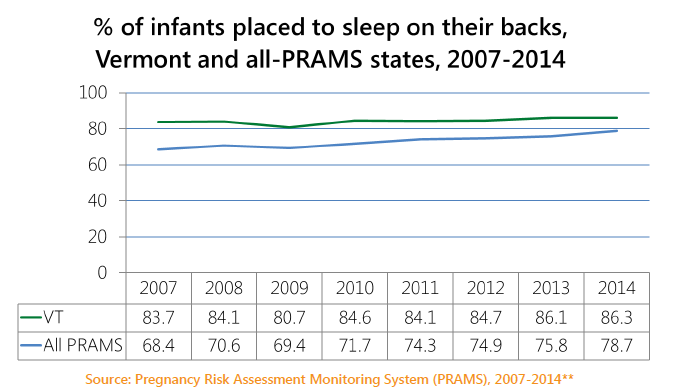 % of infants placed to sleep on their backs,
Vermont and all-PRAMS states, 2007-2014
100
80
60
40
20
0
2007 2008 2009 2010 2011 2012 2013 2014
VT 83.7 84.1 80.7 84.6 84.1 84.7 86.1 86.3
All PRAMS 68.4 70.6 69.4 71.7 74.3 74.9 75.8 78.7
Source: Pregnancy Risk Assessment Monitoring System (PRAMS), 2007-2014**